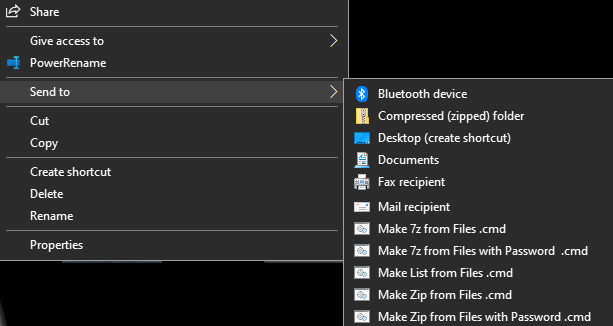 Share
Give access to
PowerRename
Send to
Cut
Copy
Create shortcut
Delete
Rename
Properties
Bluetooth device
Compressed (zipped) folder
Desktop (create shortcut)
Documents
Fax recipient
Mail recipient
Make 7z from Files .cmd
Make 7z from Files with Password  .cmd
Make List from Files .cmd
Make Zip from Files .cmd
Make Zip from Files with Password .cmd